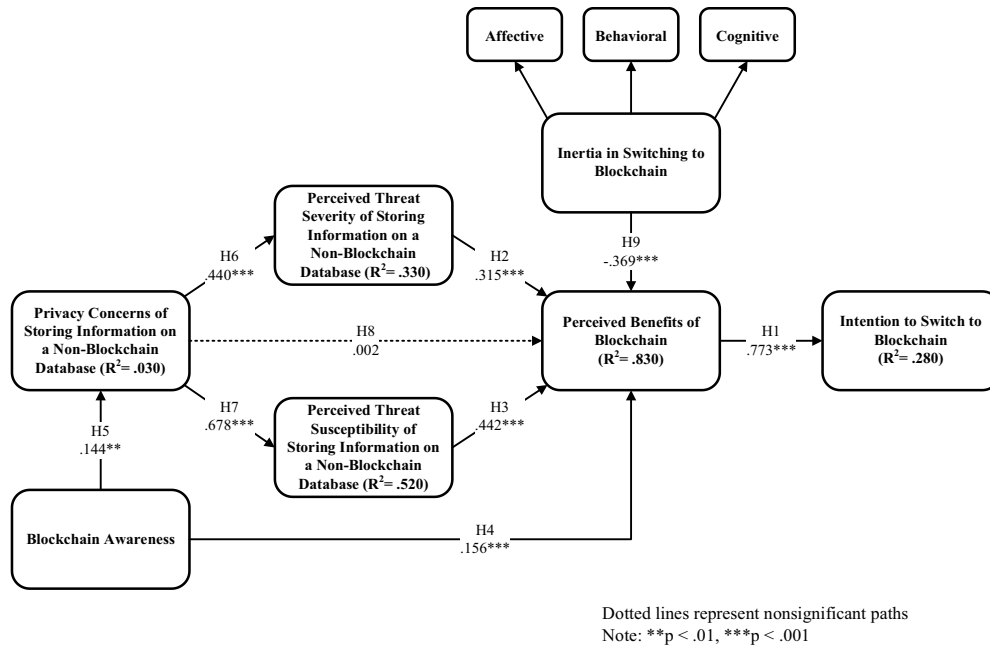 Affective
Behavioral
Cognitive
Inertia in Switching to
Blockchain
Perceived Threat
Severity of Storing
Information on a
Non-Blockchain
Database (R²= .330)
H6
.440***
H2
.315***
H9
-.369***
Privacy Concerns of
Storing Information on
a Non-Blockchain
Database (R²= .030)
H8
.002
Perceived Benefits of
Blockchain
(R²= .830)
H1
.773***
Intention to Switch to
Blockchain
(R²= .280)
H7
.678***
Perceived Threat
Susceptibility of
Storing Information on
a Non-Blockchain
Database (R²= .520)
H3
.442***
H5
.144**
Blockchain Awareness
H4
.156***
Dotted lines represent nonsignificant paths
Note: **p < .01, ***p < .001